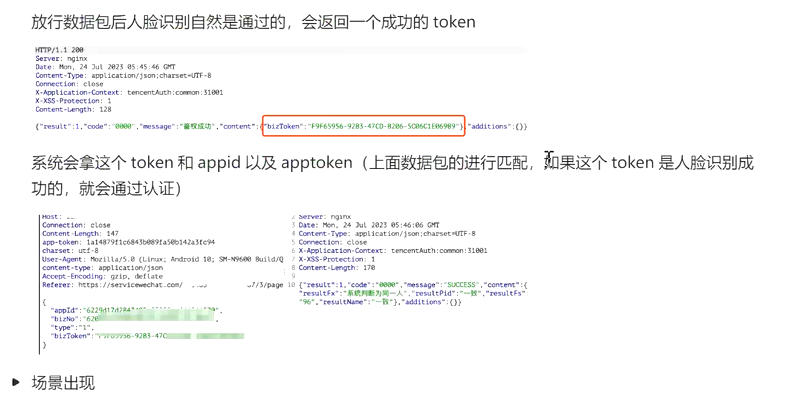 放行数据包后人脸识别自然是通过的，会返回一个成功的 token
HTTP/1.1 200
Server: nginx
Date: Mon, 24 Jul 2023 05:45:46 GMT
Content-Type: application/json;charset=UTF-8
Connection: close
X-Application-Context: tencentAuth:common:31001
X-XSS-Protection: 1
Content-Length: 128
{"result":1,"code":"0000","message":"鉴权成功","content":{"bizToken":"F9F65956-9283-47CD-8206-5C06C1E069B9"},"additions":{}}
系统会拿这个 token 和 appid 以及 apptoken（上面数据包的进行匹配，如果这个 token 是人脸识别成
功的，就会通过认证）
Host:
Connection: close
Content-Length: 147
app-token: 1a14879f1c6843b089fa50b142a3fc94
charset: utf-8
User-Agent: Mozilla/5.0 (Linux; Android 10; SM-N9600 Build/Q
content-type: application/json
Accept-Encoding: gzip, deflate
Referer: https://servicewechat.com/ 7/3/page
{
"appId":"6229d17d
"bizNo":"620
"type":"1",
"bizToken":"F9F65956-9283-47C
}
2 Server: nginx
3 Date: Mon, 24 Jul 2023 05:46:06 GMT
4 Content-Type: application/json;charset=UTF-8
5 Connection: close
6 X-Application-Context: tencentAuth:common:31001
7 X-XSS-Protection: 1
8 Content-Length: 170
9
10 {"result":1,"code":"0000","message":"SUCCESS","content":{
"resultFx":"系统判断为同一人","resultPid":"一致","resultFs":
"96","resultName":"一致"},"additions":{}}
场景出现